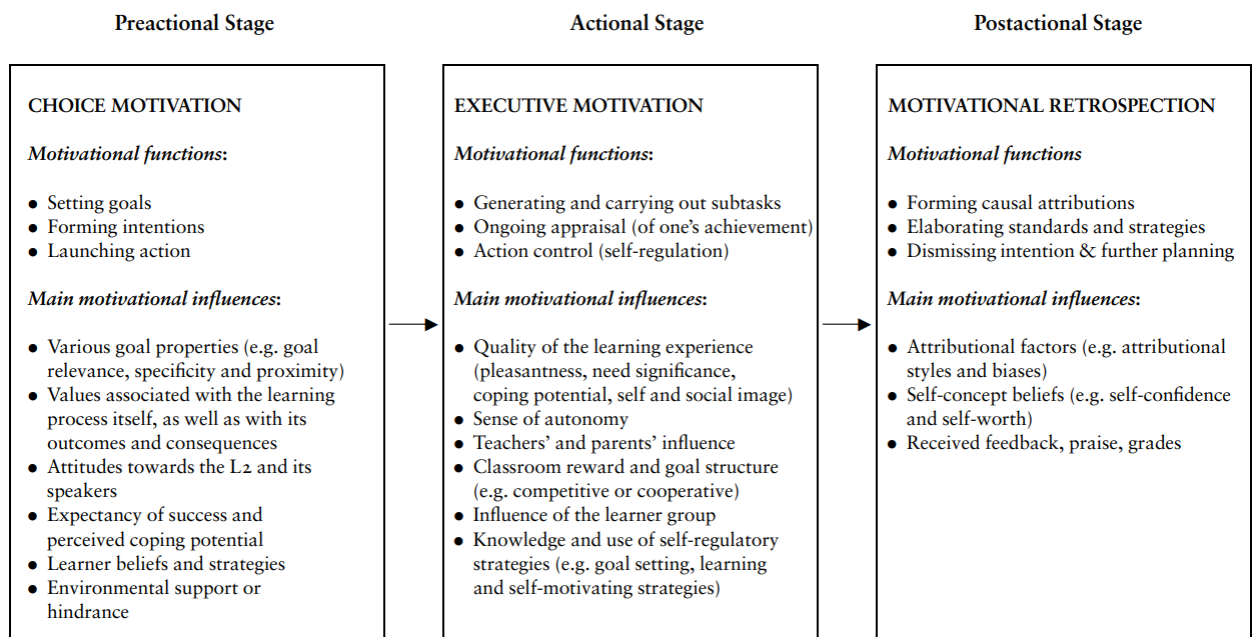 Preactional Stage
Actional Stage
Postactional Stage
CHOICE MOTIVATION
Motivational functions:
● Setting goals
● Forming intentions
● Launching action
Main motivational influences:
● Various goal properties (e.g. goal
relevance, specificity and proximity)
● Values associated with the learning
process itself, as well as with its
outcomes and consequences
● Attitudes towards the L2 and its
speakers
● Expectancy of success and
perceived coping potential
● Learner beliefs and strategies
● Environmental support or
hindrance
EXECUTIVE MOTIVATION
Motivational functions:
● Generating and carrying out subtasks
● Ongoing appraisal (of one’s achievement)
● Action control (self-regulation)
Main motivational influences:
● Quality of the learning experience
(pleasantness, need significance,
coping potential, self and social image)
● Sense of autonomy
● Teachers’ and parents’ influence
● Classroom reward and goal structure
(e.g. competitive or cooperative)
● Influence of the learner group
● Knowledge and use of self-regulatory
strategies (e.g. goal setting, learning
and self-motivating strategies)
MOTIVATIONAL RETROSPECTION
Motivational functions
● Forming causal attributions
● Elaborating standards and strategies
● Dismissing intention & further planning
Main motivational influences:
● Attributional factors (e.g. attributional
styles and biases)
● Self-concept beliefs (e.g. self-confidence
and self-worth)
● Received feedback, praise, grades